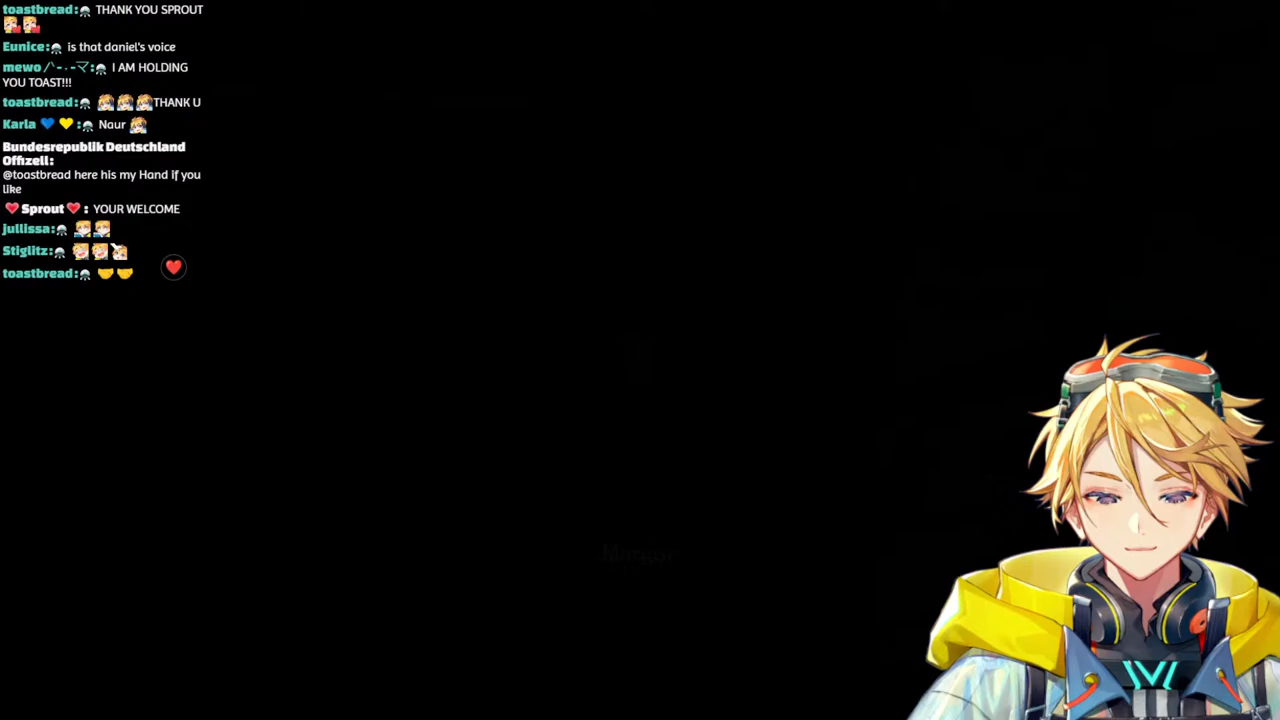 toastbread: THANK YOU SPROUT
Eunice: is that daniel's voice
mewo /ᐠ - ˕ -マ: I AM HOLDING
YOU TOAST!!!
toastbread: THANK U
Karla 💙 💛 : Naur
Bundesrepublik Deutschland
Offizell:
@toastbread here his my Hand if you
like
❤️ Sprout ❤️ : YOUR WELCOME
jullissa:
Stiglitz:
toastbread: 🤝 🤝